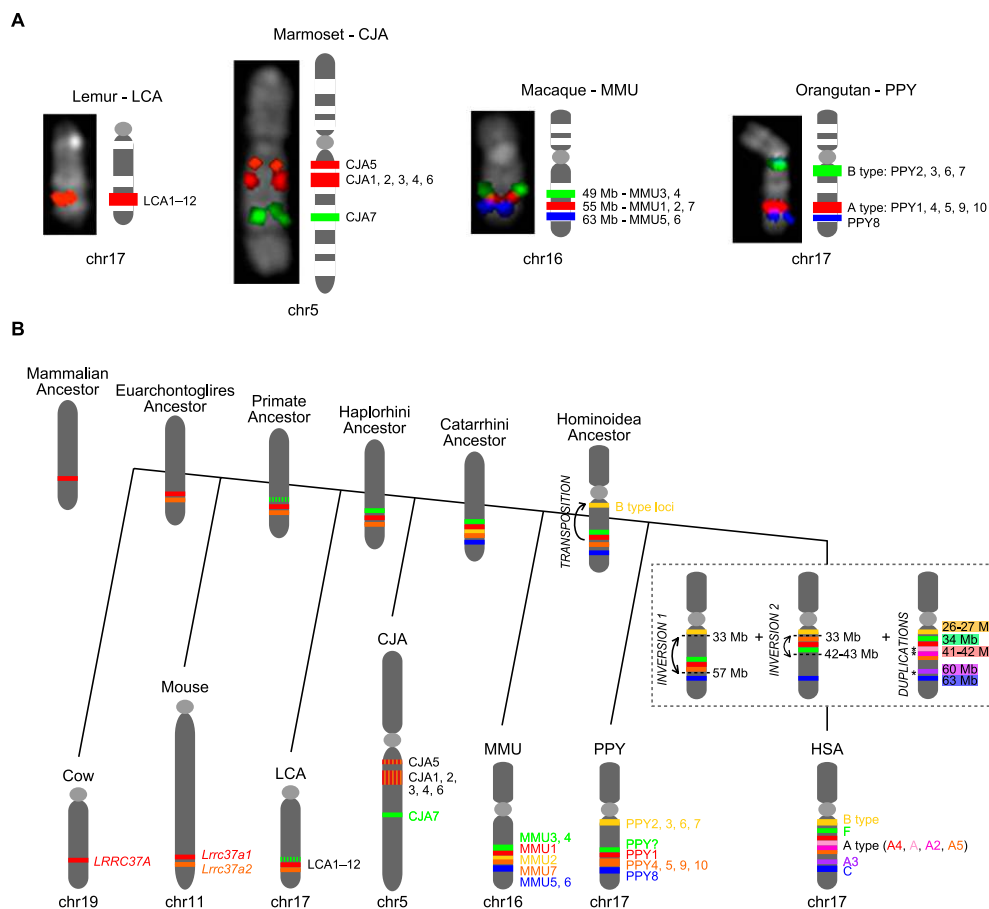 A
Lemur - LCA
LCA1–12
chr17
Marmoset - CJA
CJA5
CJA1, 2, 3, 4, 6
CJA7
chr5
Macaque - MMU
49 Mb - MMU3, 4
55 Mb - MMU1, 2, 7
63 Mb - MMU5, 6
chr16
Orangutan - PPY
B type: PPY2, 3, 6, 7
A type: PPY1, 4, 5, 9, 10
PPY8
chr17
B
Mammalian
Ancestor
Euarchontoglires
Ancestor
Primate
Ancestor
Haplorhini
Ancestor
Catarrhini
Ancestor
Hominoidea
Ancestor
TRANSPOSITION
B type loci
INVERSION 1
33 Mb
57 Mb
+
INVERSION 2
33 Mb
42-43 Mb
+
DUPLICATIONS
*
*
*
26-27 M
34 Mb
41-42 M
60 Mb
63 Mb
Cow
LRRC37A
chr19
Mouse
Lrrc37a1
Lrrc37a2
chr11
LCA
LCA1–12
chr17
CJA
CJA5
CJA1, 2,
3, 4, 6
CJA7
chr5
MMU
MMU3, 4
MMU1
MMU2
MMU7
MMU5, 6
chr16
PPY
PPY2, 3, 6, 7
PPY?
PPY1
PPY4, 5, 9, 10
PPY8
chr17
HSA
B type
F
A type (A4, A, A2, A5)
A3
C
chr17